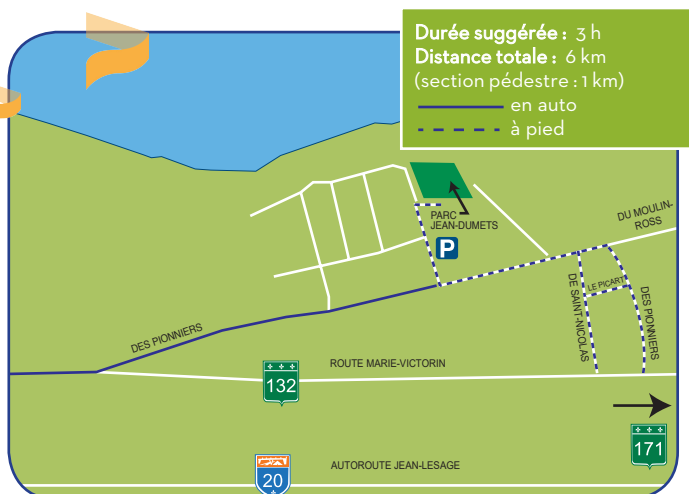 Durée suggérée : 3 h
Distance totale : 6 km
(section pédestre : 1 km)
en auto
à pied
PARC
JEAN-DUMETS
P
DU MOULIN-
ROSS
DES PIONNIERS
DE SAINT-NICOLAS
LE PICART
DES PIONNIERS
ROUTE MARIE-VICTORIN
132
171
AUTOROUTE JEAN-LESAGE
20